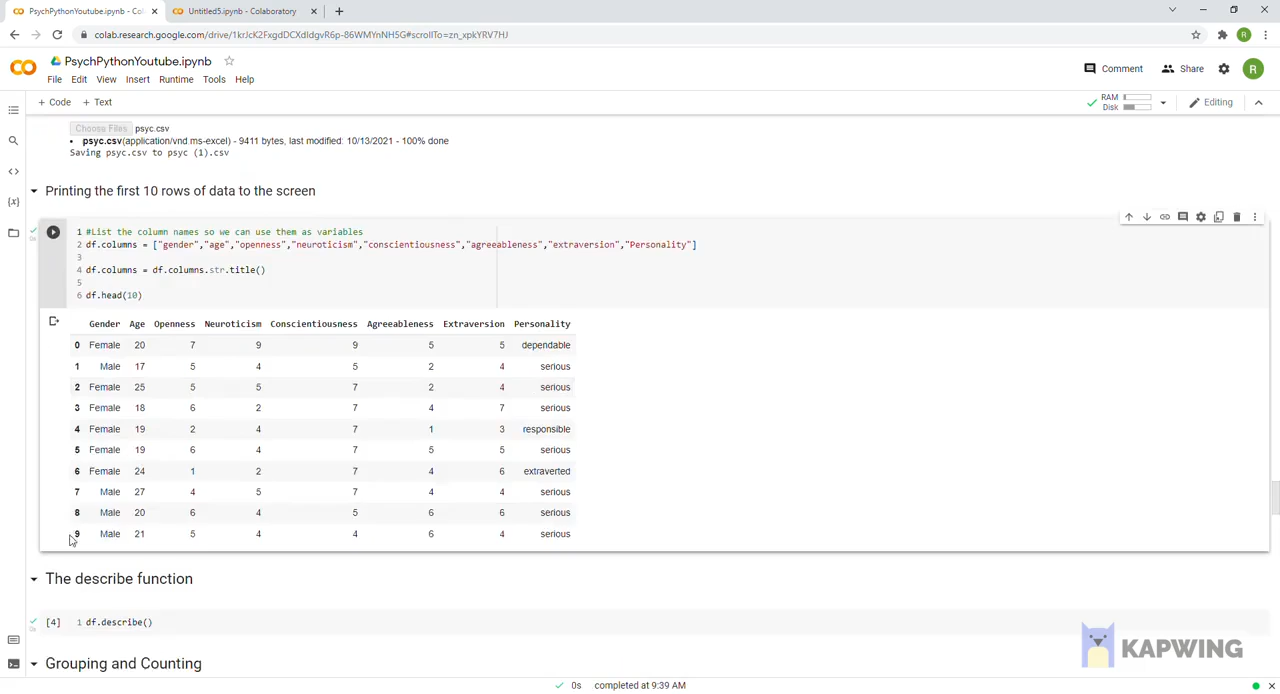 PsychPythonYoutube.ipynb - Col
Untitled5.ipynb - Colaboratory
colab.research.google.com/drive/1krJcK2FxgdDCXdIdgvR6p-86WMYnNH5G#scrollTo=zn_xpkYRV7HJ
R
PsychPythonYoutube.ipynb
File Edit View Insert Runtime Tools Help
Comment Share R
+ Code + Text
RAM
Disk
Editing
Choose Files psyc.csv
• psyc.csv(application/vnd ms-excel) - 9411 bytes, last modified: 10/13/2021 - 100% done
Saving psyc.csv to psyc (1).csv
Printing the first 10 rows of data to the screen
1 #List the column names so we can use them as variables
2 df.columns = ["gender","age","openness","neuroticism","conscientiousness","agreeableness","extraversion","Personality"]
3
4 df.columns = df.columns.str.title()
5
6 df.head(10)
Gender Age Openness Neuroticism Conscientiousness Agreeableness Extraversion Personality
0 Female 20 7 9 9 5 5 dependable
1 Male 17 5 4 5 2 4 serious
2 Female 25 5 5 7 2 4 serious
3 Female 18 6 2 7 4 7 serious
4 Female 19 2 4 7 1 3 responsible
5 Female 19 6 4 7 5 5 serious
6 Female 24 1 2 7 4 6 extraverted
7 Male 27 4 5 7 4 4 serious
8 Male 20 6 4 5 6 6 serious
9 Male 21 5 4 4 6 4 serious
The describe function
[4] 1 df.describe()
Grouping and Counting
KAPWING
0s completed at 9:39 AM